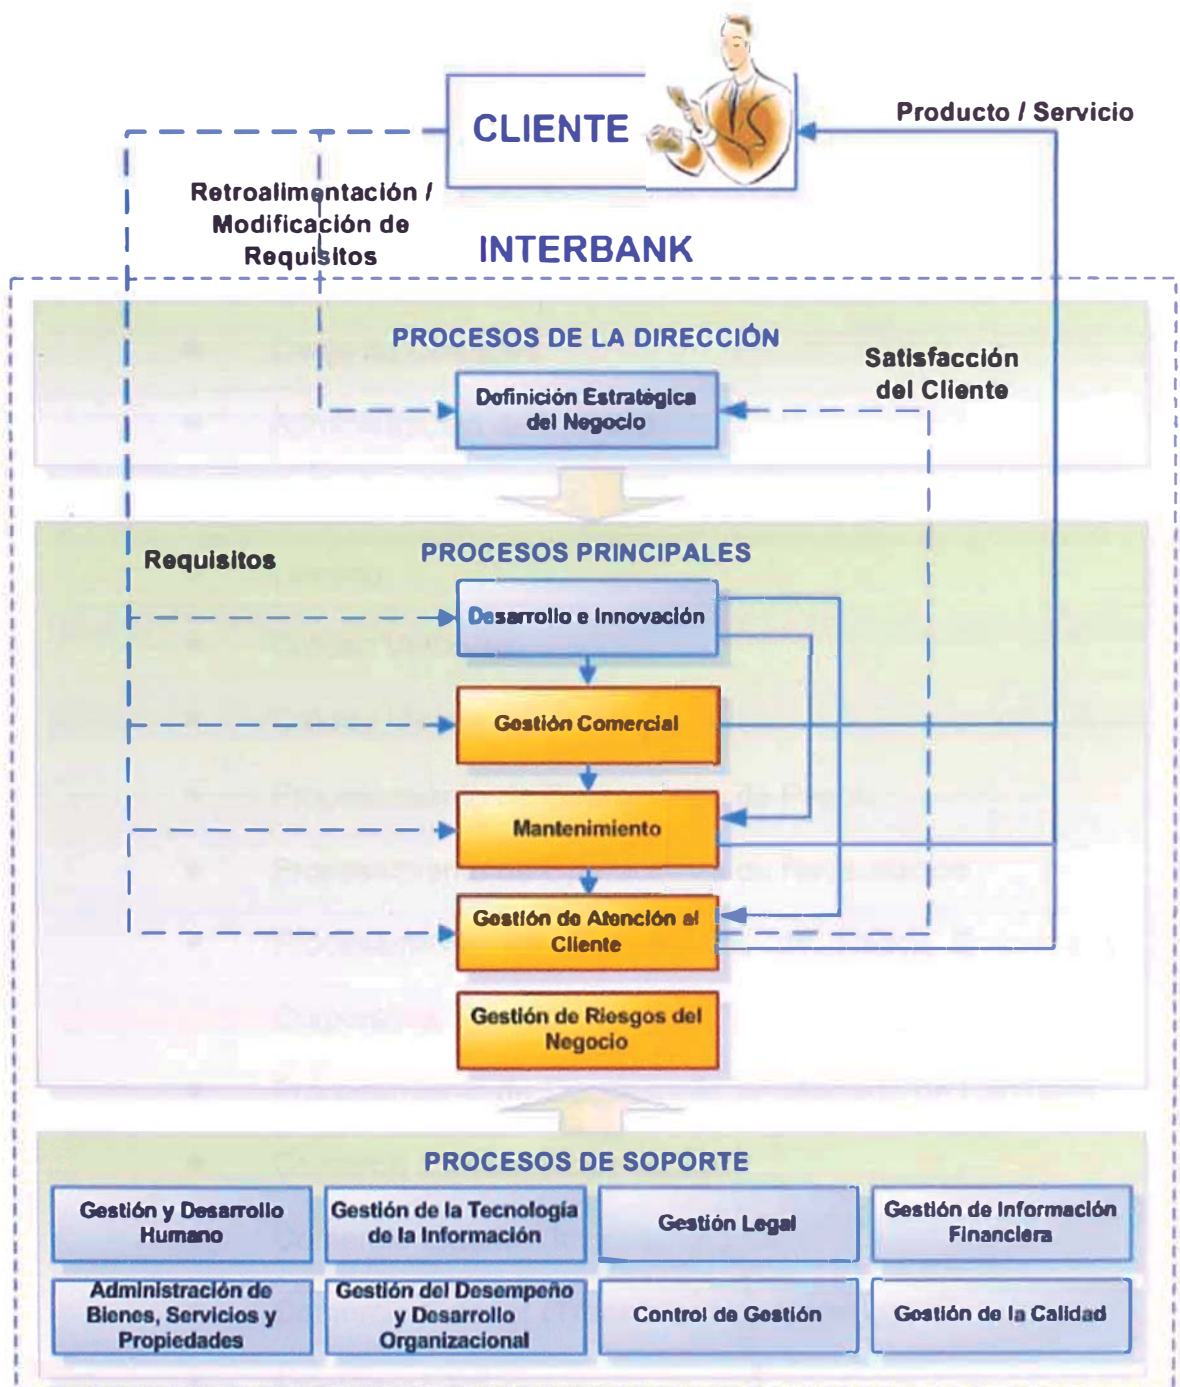 CLIENTE
Producto / Servicio
Retroalimentación /
Modificación de
Requisitos
INTERBANK
PROCESOS DE LA DIRECCIÓN
Satisfacción
del Cliente
Definición Estratégica
del Negocio
Requisitos
PROCESOS PRINCIPALES
Desarrollo e Innovación
Gestión Comercial
Mantenimiento
Gestión de Atención al
Cliente
Gestión de Riesgos del
Negocio
PROCESOS DE SOPORTE
Gestión y Desarrollo
Humano
Gestión de la Tecnología
de la Información
Gestión Legal
Gestión de Información
Financiera
Administración de
Bienes, Servicios y
Propiedades
Gestión del Desempeño
y Desarrollo
Organizacional
Control de Gestión
Gestión de la Calidad